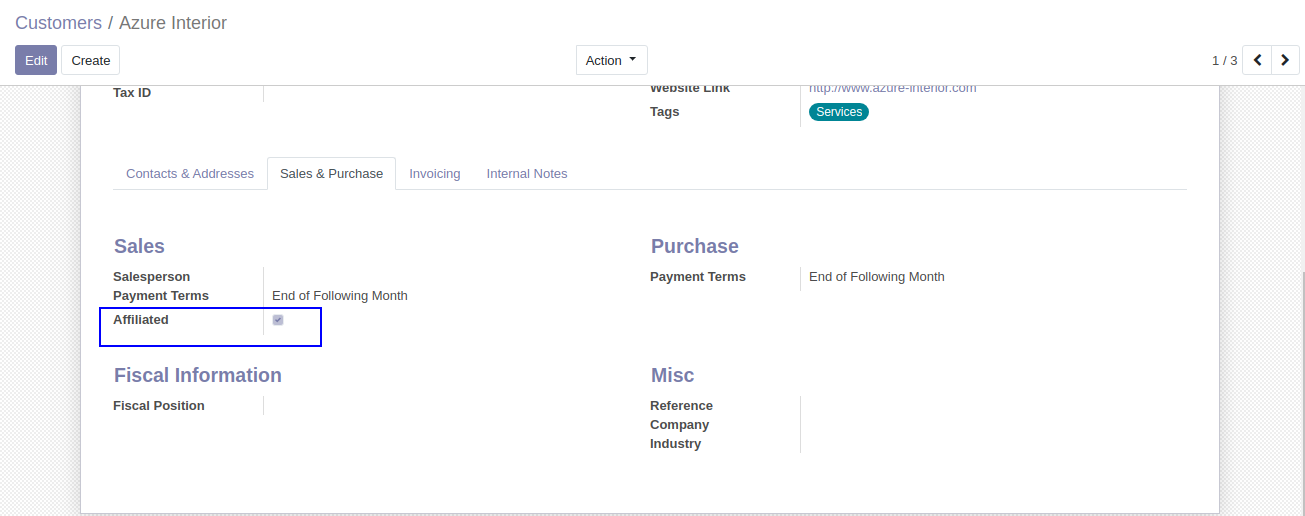 Customers / Azure Interior
Edit Create Action 1 / 3
Tax ID
Website Link http://www.azure-interior.com
Tags Services
Contacts & Addresses Sales & Purchase Invoicing Internal Notes
Sales
Salesperson
Payment Terms End of Following Month
Affiliated
Purchase
Payment Terms End of Following Month
Fiscal Information
Fiscal Position
Misc
Reference
Company
Industry